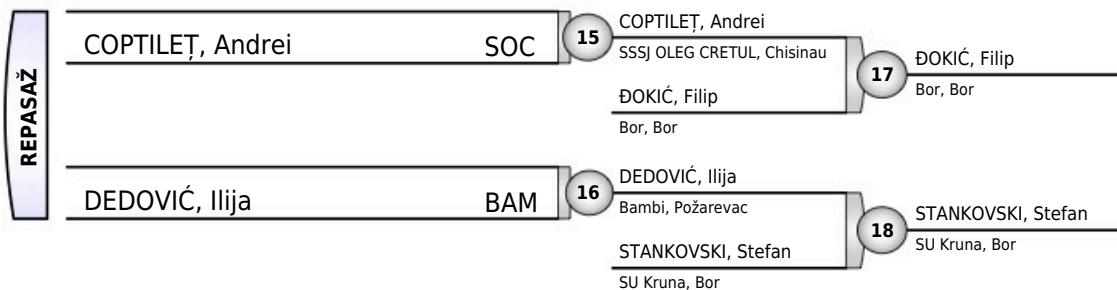 REPASAŽ
COPTILEȚ, Andrei SOC
15
COPTILEȚ, Andrei
SSSJ OLEG CRETUL, Chisinau
ĐOKIĆ, Filip
Bor, Bor
17
ĐOKIĆ, Filip
Bor, Bor
DEDOVIĆ, Ilija BAM
16
DEDOVIĆ, Ilija
Bambi, Požarevac
STANKOVSKI, Stefan
SU Kruna, Bor
18
STANKOVSKI, Stefan
SU Kruna, Bor